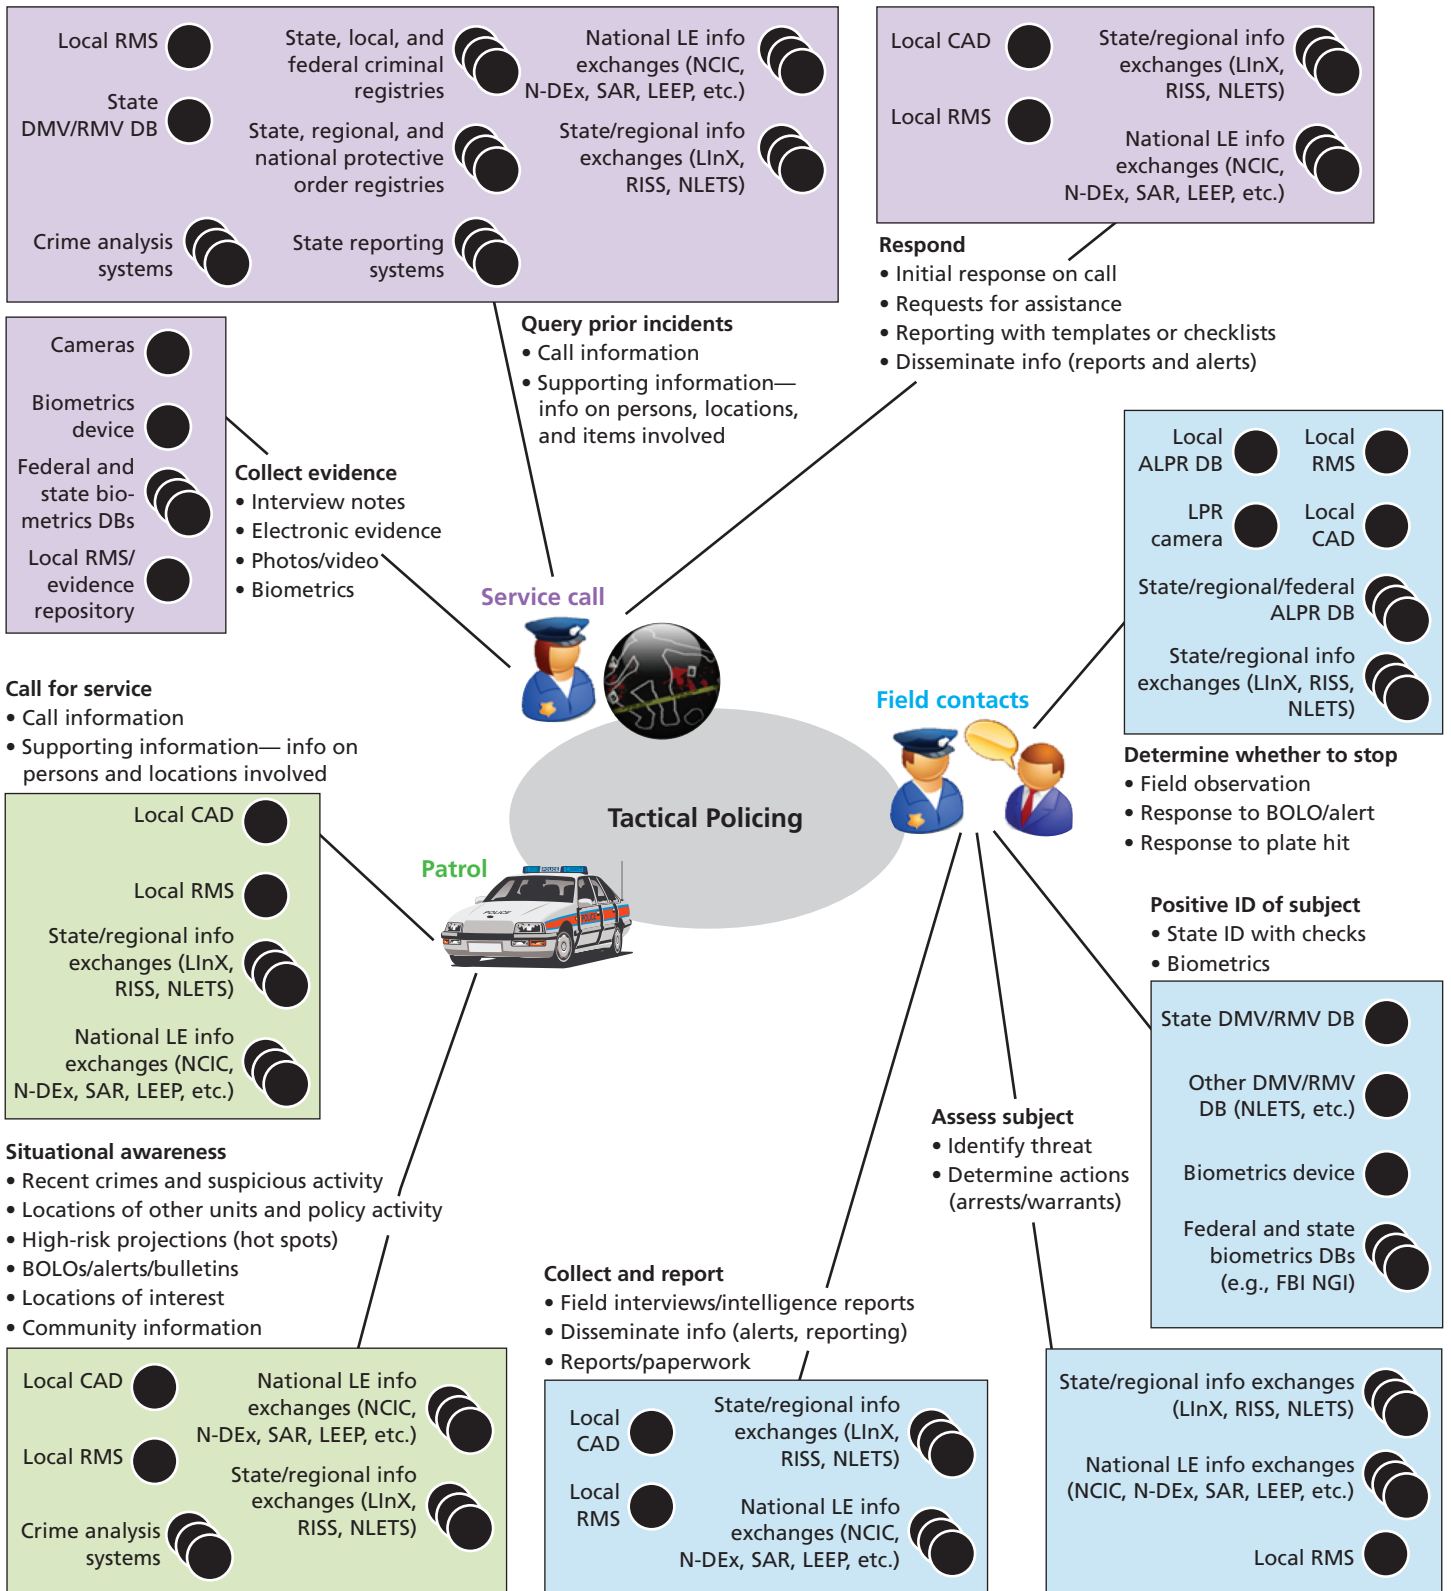 Local RMS
State
DMV/RMV DB
Crime analysis
systems
State, local, and
federal criminal
registries
State, regional, and
national protective
order registries
State reporting
systems
National LE info
exchanges (NCIC,
N-DEx, SAR, LEEP, etc.)
State/regional info
exchanges (LInX,
RISS, NLETS)
Local CAD
Local RMS
State/regional info
exchanges (LInX,
RISS, NLETS)
National LE info
exchanges (NCIC,
N-DEx, SAR, LEEP, etc.)
Respond
• Initial response on call
• Requests for assistance
• Reporting with templates or checklists
• Disseminate info (reports and alerts)
Query prior incidents
• Call information
• Supporting information—
info on persons, locations,
and items involved
Cameras
Biometrics
device
Federal and
state bio-
metrics DBs
Local RMS/
evidence
repository
Collect evidence
• Interview notes
• Electronic evidence
• Photos/video
• Biometrics
Service call
Local
ALPR DB
Local
RMS
LPR
camera
Local
CAD
State/regional/federal
ALPR DB
State/regional info
exchanges (LInX, RISS,
NLETS)
Determine whether to stop
• Field observation
• Response to BOLO/alert
• Response to plate hit
Field contacts
Tactical Policing
Patrol
POLICE
Call for service
• Call information
• Supporting information— info on
persons and locations involved
Local CAD
Local RMS
State/regional info
exchanges (LInX,
RISS, NLETS)
National LE info
exchanges (NCIC,
N-DEx, SAR, LEEP, etc.)
Positive ID of subject
• State ID with checks
• Biometrics
State DMV/RMV DB
Other DMV/RMV
DB (NLETS, etc.)
Biometrics device
Federal and state
biometrics DBs
(e.g., FBI NGI)
Assess subject
• Identify threat
• Determine actions
(arrests/warrants)
State/regional info exchanges
(LInX, RISS, NLETS)
National LE info exchanges
(NCIC, N-DEx, SAR, LEEP, etc.)
Local RMS
Situational awareness
• Recent crimes and suspicious activity
• Locations of other units and policy activity
• High-risk projections (hot spots)
• BOLOs/alerts/bulletins
• Locations of interest
• Community information
Local CAD
Local RMS
Crime analysis
systems
National LE info
exchanges (NCIC,
N-DEx, SAR, LEEP, etc.)
State/regional info
exchanges (LInX,
RISS, NLETS)
Collect and report
• Field interviews/intelligence reports
• Disseminate info (alerts, reporting)
• Reports/paperwork
Local
CAD
Local
RMS
State/regional info
exchanges (LInX,
RISS, NLETS)
National LE info
exchanges (NCIC,
N-DEx, SAR, LEEP, etc.)